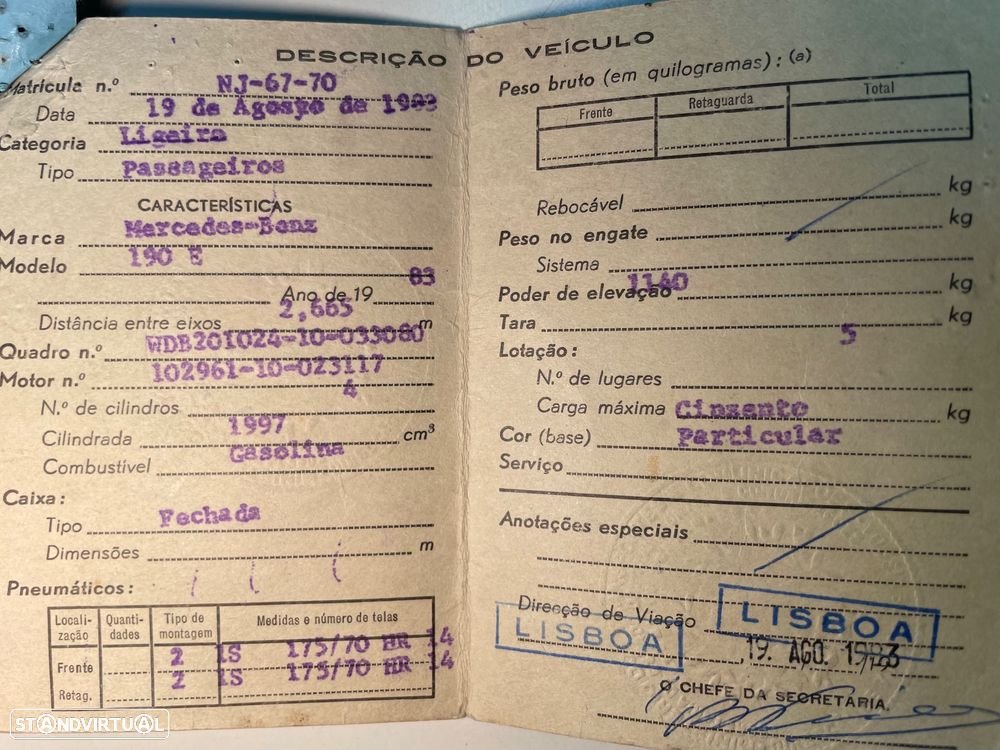 DESCRIÇÃO DO VEÍCULO
Matrícula n.º NJ-67-70
Data 19 de Agosto de 1983
Categoria Ligeiro
Tipo Passageiros
CARACTERÍSTICAS
Marca Mercedes-Benz
Modelo 190 E
Ano de 19 83
Distância entre eixos 2,665 m
Quadro n.º WDB201024-10-033080
Motor n.º 102961-10-023117
N.º de cilindros 4
Cilindrada 1997 cm³
Combustível Gasolina
Caixa:
Tipo Fechada
Dimensões m
Pneumáticos:
Locali-zação Quanti-dades Tipo de montagem Medidas e número de telas
Frente 2 IS 175/70 HR 14
Retag. 2 IS 175/70 HR 14
Peso bruto (em quilogramas): (a)
Frente Retaguarda Total
Rebocável kg
Peso no engate kg
Sistema
Poder de elevação kg
Tara 1140 kg
Lotação:
N.º de lugares 5
Carga máxima kg
Cor (base) Cinzento
Serviço Particular
Anotações especiais
Direcção de Viação LISBOA
LISBOA
19. AGO. 1983
O CHEFE DA SECRETARIA,
STANDVIRTUAL